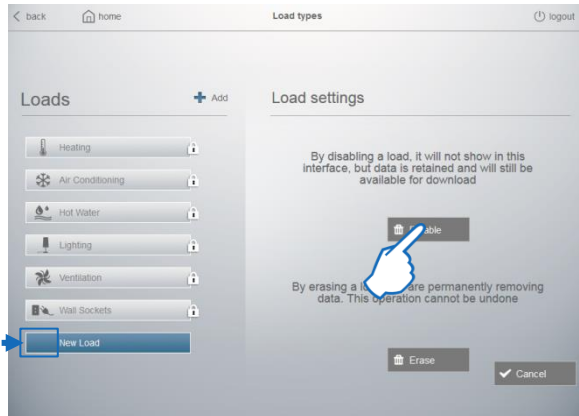 back
home
Load types
logout
Loads
Add
Load settings
Heating
Air Conditioning
Hot Water
Lighting
Ventilation
Wall Sockets
New Load
By disabling a load, it will not show in this
interface, but data is retained and will still be
available for download
By erasing a are permanently removing
data. This operation cannot be undone
Erase
Cancel